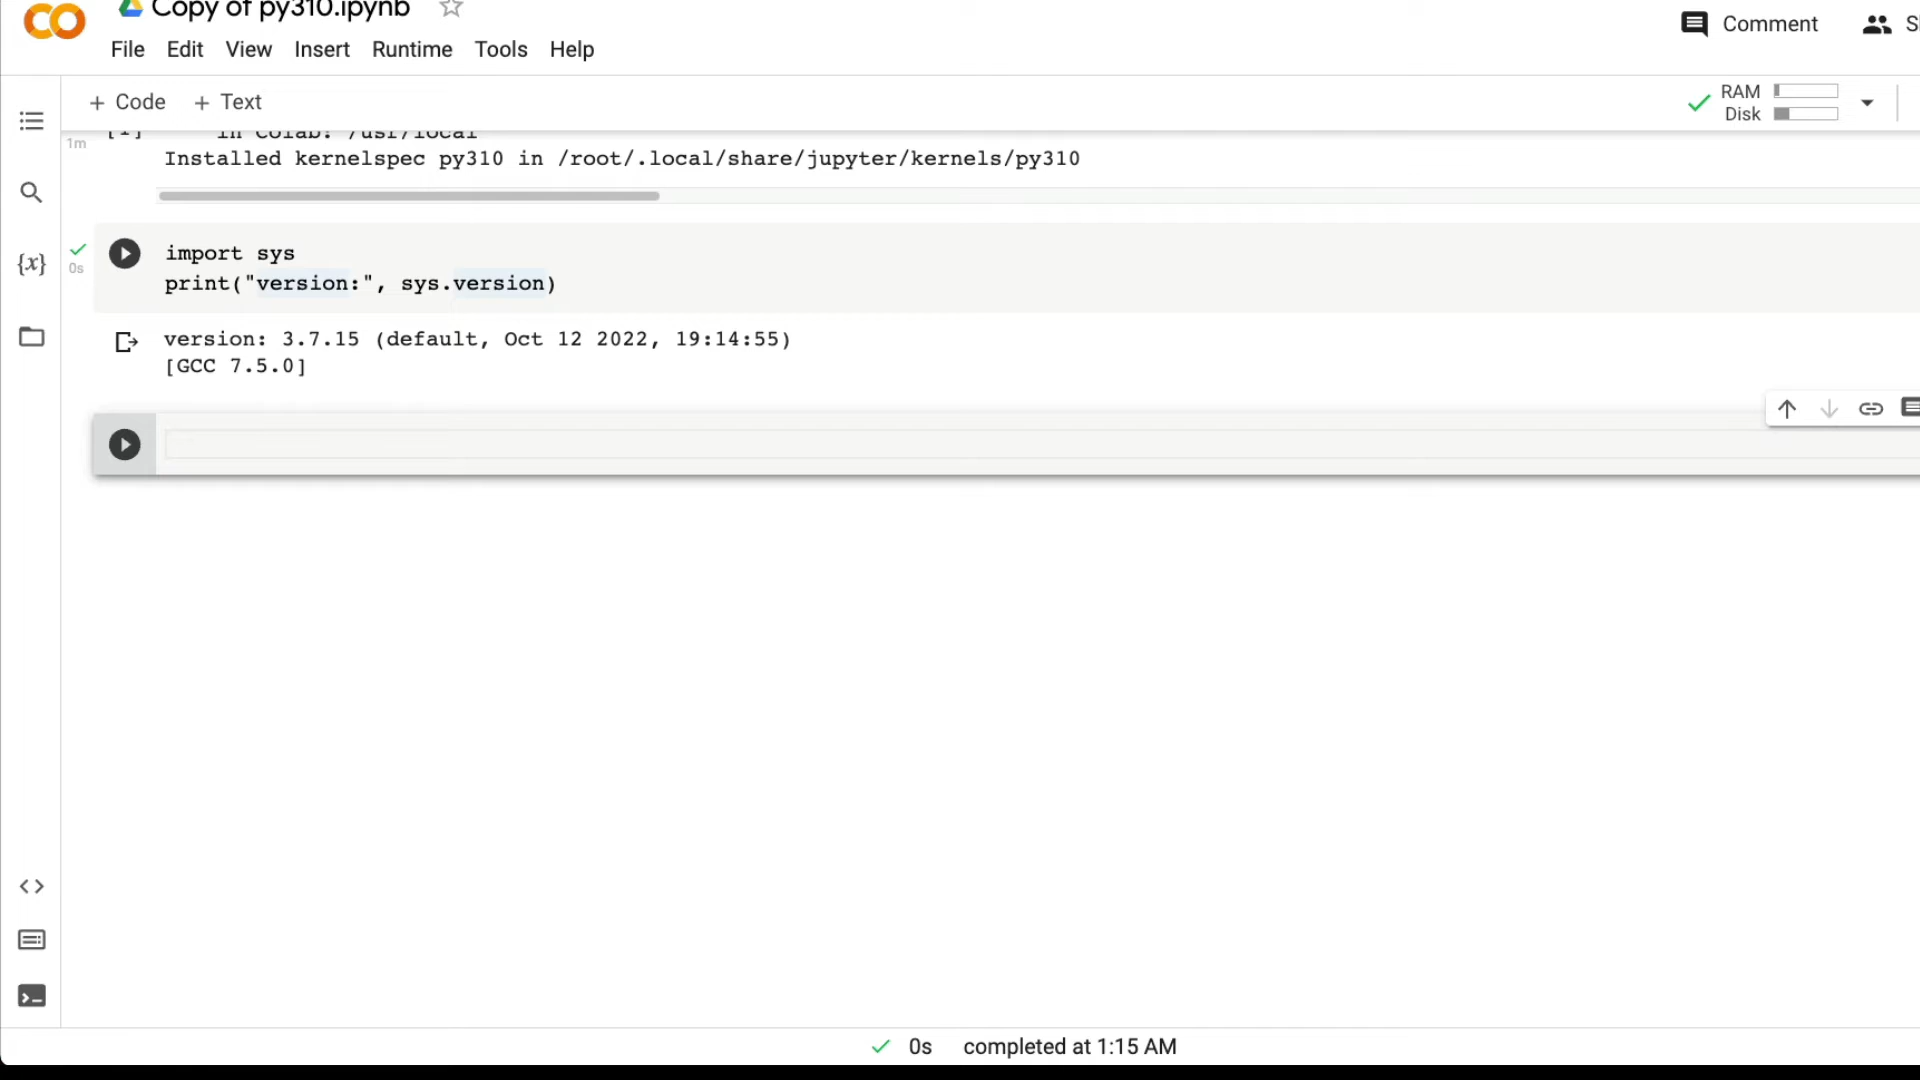 Copy of py310.ipynb
Comment
File Edit View Insert Runtime Tools Help
+ Code + Text
RAM
Disk
[1] in Colab: /usr/local
1m
Installed kernelspec py310 in /root/.local/share/jupyter/kernels/py310
{x}
0s
import sys
print("version:", sys.version)
version: 3.7.15 (default, Oct 12 2022, 19:14:55)
[GCC 7.5.0]
0s completed at 1:15 AM